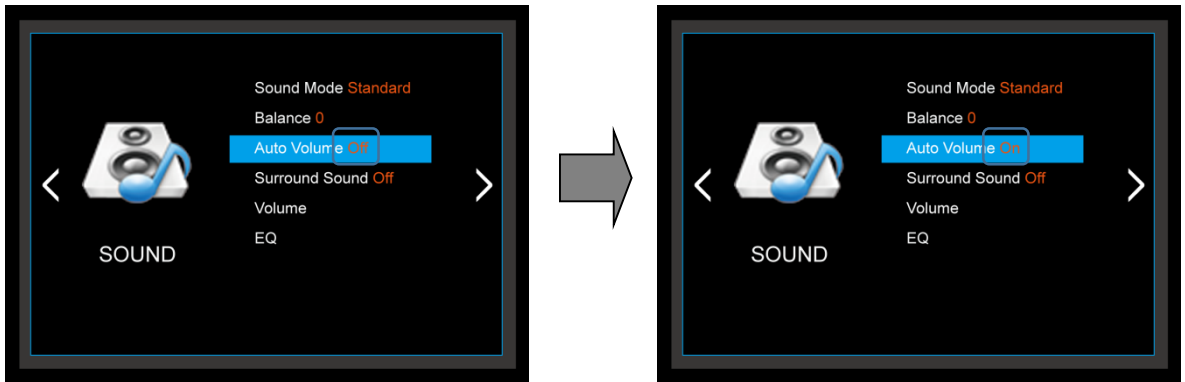 Sound Mode Standard
Balance 0
Auto Volume Off
Surround Sound Off
Volume
EQ
SOUND
Sound Mode Standard
Balance 0
Auto Volume On
Surround Sound Off
Volume
EQ
SOUND